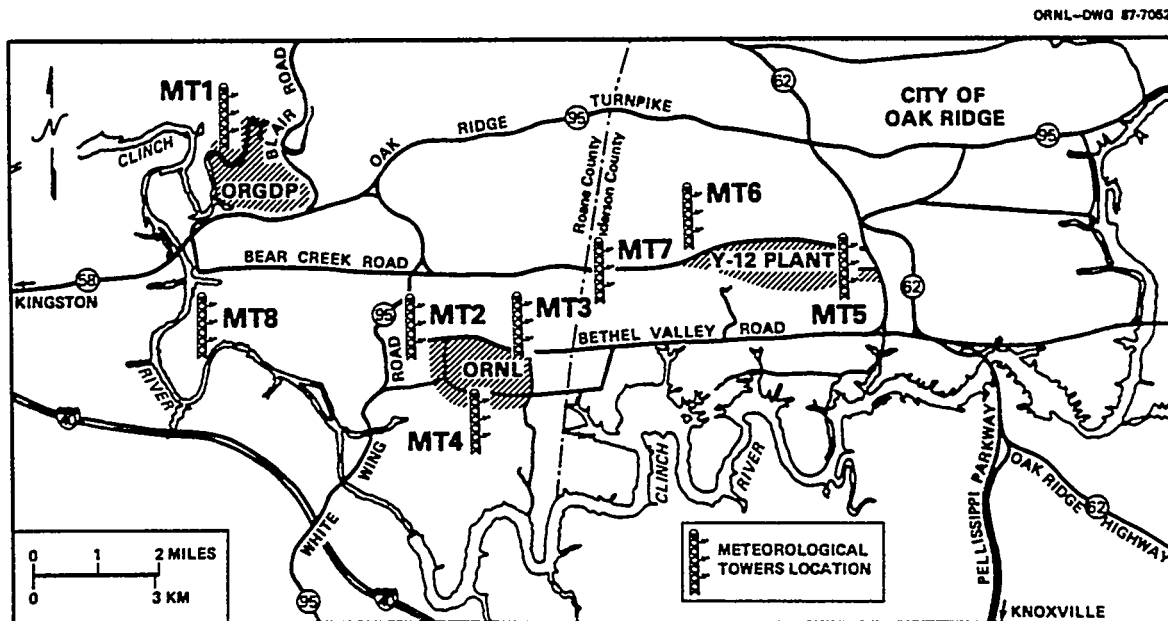 ORNL-DWG 87-7052
MT1
BLAIR ROAD
62
CITY OF
OAK RIDGE
95
TURNPIKE
RIDGE
OAK
95
CLINCH
ORGDP
Roane County
Anderson County
MT6
MT7
BEAR CREEK ROAD
Y-12 PLANT
58
KINGSTON
62
MT8
95
MT2
MT3
MT5
BETHEL VALLEY ROAD
ROAD
ORNL
RIVER
MT4
WING
WHITE
CLINCH
RIVER
PELLISSIPPI PARKWAY
OAK RIDGE
62
HIGHWAY
METEOROLOGICAL
TOWERS LOCATION
0 1 2 MILES
0 3 KM
95
KNOXVILLE